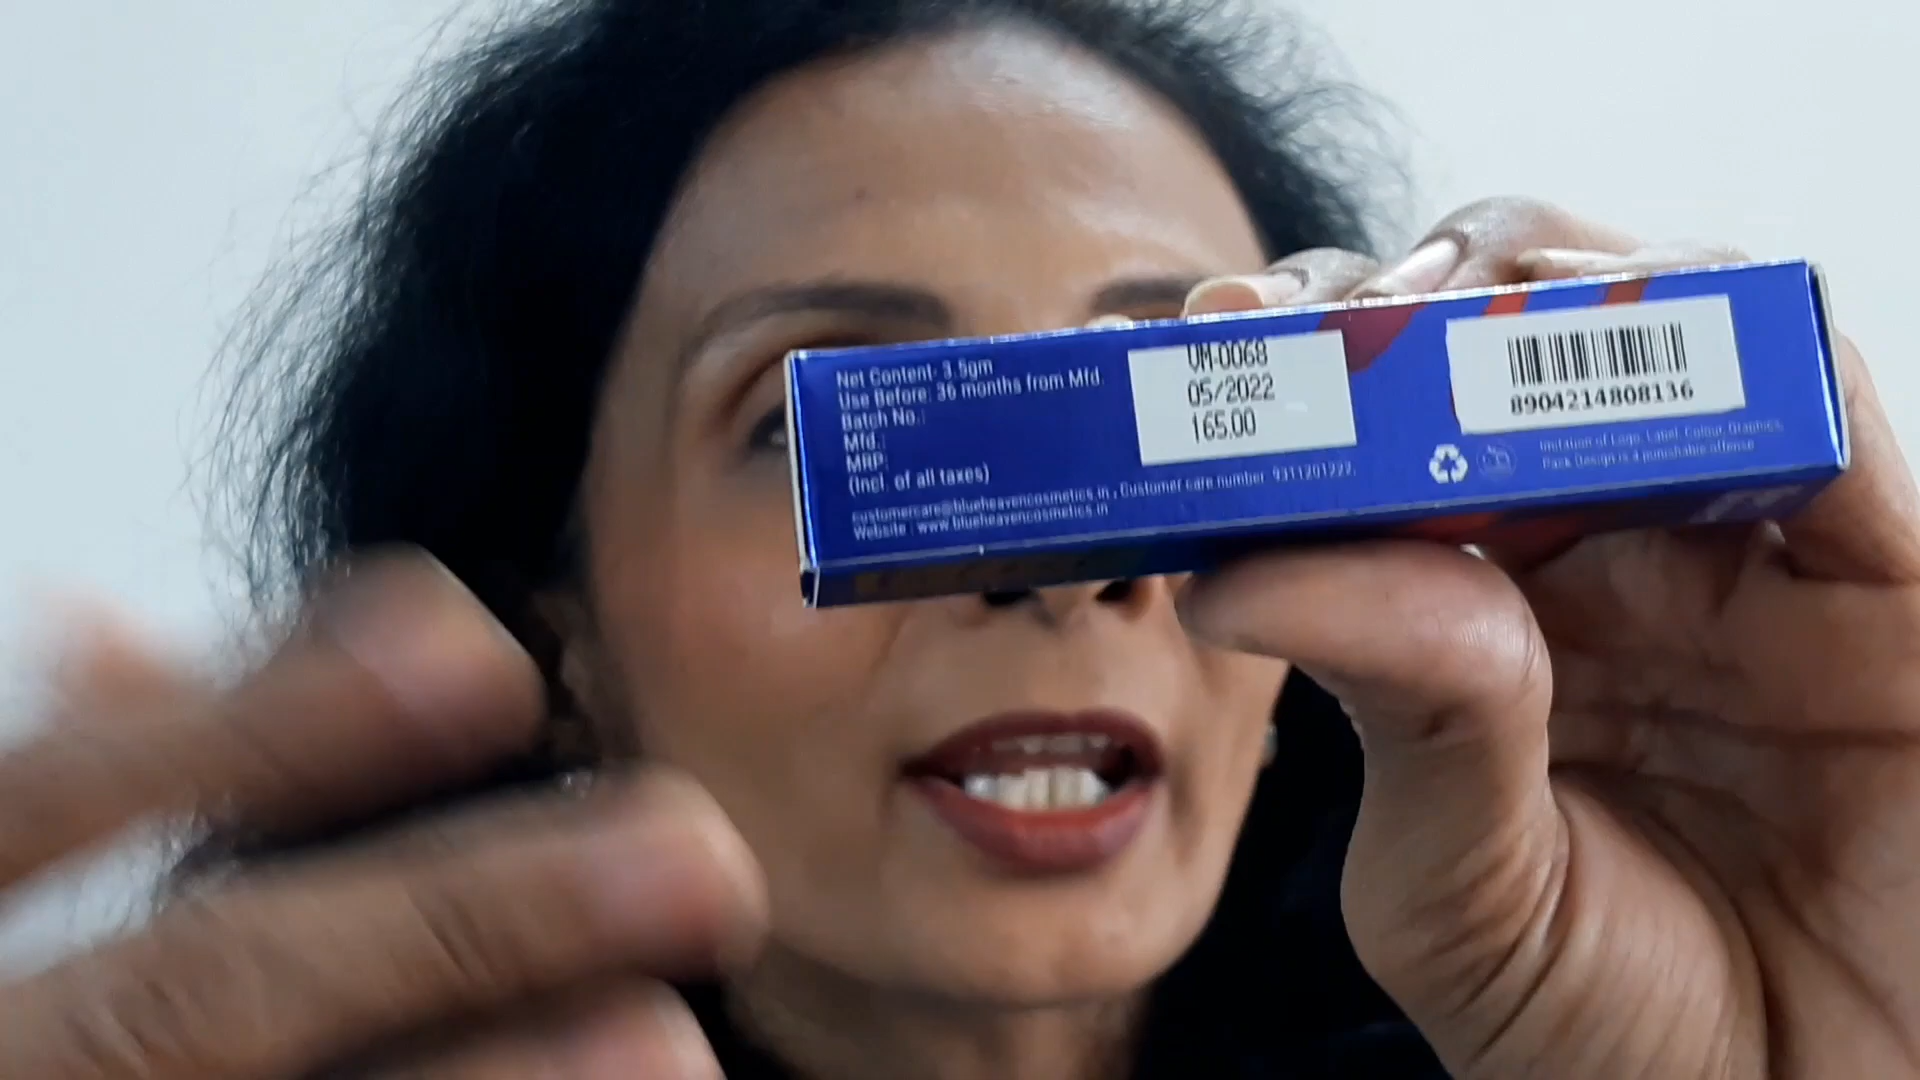 Net Content- 3.5gm
Use Before: 36 months from Mfd.
Batch No.:
Mfd.:
MRP:
(Incl. of all taxes)
customercare@blueheavencosmetics.in , Customer care number 9311201222,
Website : www.blueheavencosmetics.in
VM-0068
05/2022
165.00
8904214808136
Imitation of Logo, Label, Colour, Graphics,
Pack Design is a punishable offense